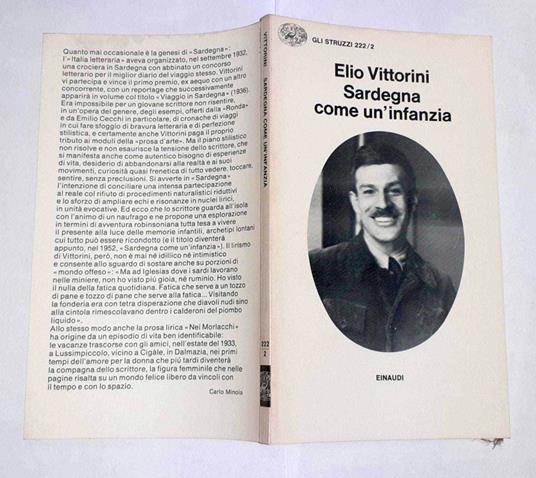 Quanto mai occasionale è la genesi di «Sardegna»:
l'«Italia letteraria» aveva organizzato, nel settembre 1932,
una crociera in Sardegna con abbinato un concorso
letterario per il miglior diario del viaggio stesso. Vittorini
vi partecipa e vince il primo premio, ex aequo con un altro
concorrente, con un reportage che successivamente
apparirà in volume col titolo «Viaggio in Sardegna» (1936).
Era impossibile per un giovane scrittore non risentire,
in un'opera del genere, degli esempi, offerti dalla «Ronda»
e da Emilio Cecchi in particolare, di cronache di viaggi
in cui fare sfoggio di bravura letteraria e di perfezione
stilistica, e certamente anche Vittorini paga il proprio
tributo ai moduli della «prosa d'arte». Ma il piano stilistico
non risolve e non esaurisce la tensione dello scrittore, che
si manifesta anche come autentico bisogno di esperienze
di vita, desiderio di abbandonarsi alla realtà e ai suoi
movimenti, curiosità quasi frenetica di tutto vedere, toccare,
sentire, senza preclusioni. Si avverte in «Sardegna»
l'intenzione di conciliare una intensa partecipazione
al reale col rifiuto di procedimenti naturalistici riduttivi
e lo sforzo di ampliare echi e risonanze in nuclei lirici,
in unità evocative. Ed ecco che lo scrittore guarda all'isola
con l'animo di un naufrago e ne propone una esplorazione
in termini di avventura robinsoniana tutta tesa a vivere
il presente alla luce delle memorie infantili, archetipi lontani
cui tutto può essere ricondotto (e il titolo diventerà
appunto, nel 1952, «Sardegna come un'infanzia»). Il lirismo
di Vittorini, però, non è mai né idillico né intimistico
e consente allo sguardo di sostare anche su porzioni di
«mondo offeso»: «Ma ad Iglesias dove i sardi lavorano
nelle miniere, non ho visto più gioia, né ruminio. Ho visto
il nulla della fatica quotidiana. Fatica che serve a un tozzo
di pane e tozzo di pane che serve alla fatica... Visitando
la fonderia era con tetra disperazione che diavoli nudi sino
alla cintola rimescolavano dentro i calderoni del piombo
liquido».
Allo stesso modo anche la prosa lirica «Nei Morlacchi»
ha origine da un episodio di vita ben identificabile:
le vacanze trascorse con gli amici, nell'estate del 1933,
a Lussimpiccolo, vicino a Cigàle, in Dalmazia, nei primi
tempi dell'amore per la donna che più tardi diventerà
la compagna dello scrittore, la figura femminile che nelle
pagine risalta su un mondo felice libero da vincoli con
il tempo e con lo spazio.
Carlo Minoia
VITTORINI SARDEGNA COME UN'INFANZIA
222
2
GLI STRUZZI 222/2
Elio Vittorini
Sardegna
come un'infanzia
EINAUDI